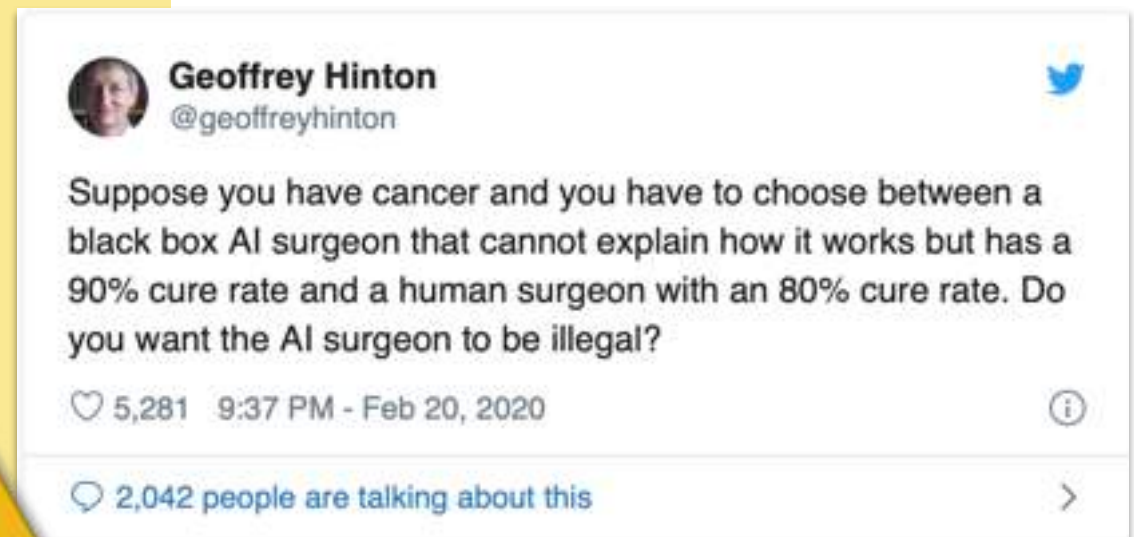 Geoffrey Hinton
@geoffreyhinton
Suppose you have cancer and you have to choose between a
black box AI surgeon that cannot explain how it works but has a
90% cure rate and a human surgeon with an 80% cure rate. Do
you want the AI surgeon to be illegal?
5,281 9:37 PM - Feb 20, 2020
2,042 people are talking about this